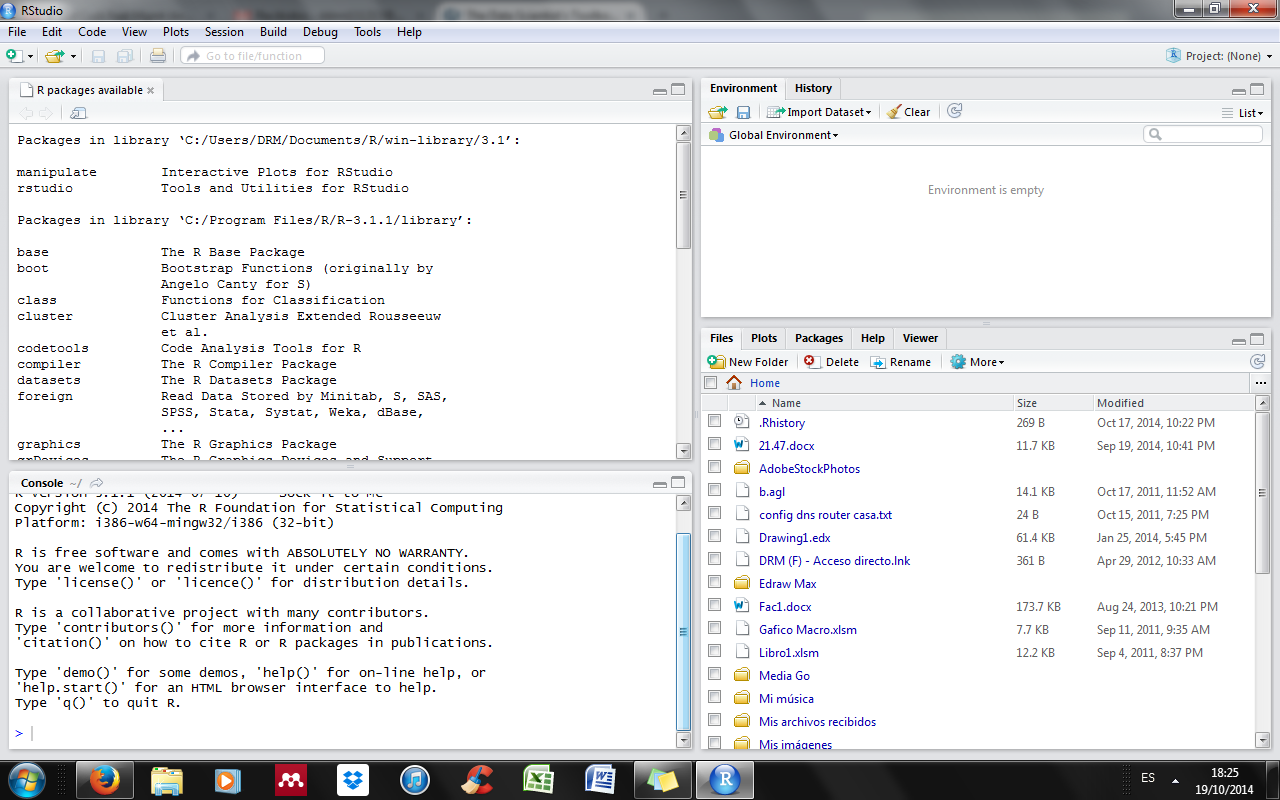 RStudio
File Edit Code View Plots Session Build Debug Tools Help
Go to file/function
Project: (None)
R packages available
Packages in library ‘C:/Users/DRM/Documents/R/win-library/3.1’:
manipulate Interactive Plots for RStudio
rstudio Tools and Utilities for RStudio
Packages in library ‘C:/Program Files/R/R-3.1.1/library’:
base The R Base Package
boot Bootstrap Functions (originally by
Angelo Canty for S)
class Functions for Classification
cluster Cluster Analysis Extended Rousseeuw
et al.
codetools Code Analysis Tools for R
compiler The R Compiler Package
datasets The R Datasets Package
foreign Read Data Stored by Minitab, S, SAS,
SPSS, Stata, Systat, Weka, dBase,
...
graphics The R Graphics Package
grDevices The R Graphics Devices and Support
Console ~/
R version 3.1.1 (2014-07-10) -- "Sock it to Me"
Copyright (C) 2014 The R Foundation for Statistical Computing
Platform: i386-w64-mingw32/i386 (32-bit)
R is free software and comes with ABSOLUTELY NO WARRANTY.
You are welcome to redistribute it under certain conditions.
Type 'license()' or 'licence()' for distribution details.
R is a collaborative project with many contributors.
Type 'contributors()' for more information and
'citation()' on how to cite R or R packages in publications.
Type 'demo()' for some demos, 'help()' for on-line help, or
'help.start()' for an HTML browser interface to help.
Type 'q()' to quit R.
>
Environment History
Import Dataset Clear List
Global Environment
Environment is empty
Files Plots Packages Help Viewer
New Folder Delete Rename More
Home ...
Name Size Modified
.Rhistory 269 B Oct 17, 2014, 10:22 PM
21.47.docx 11.7 KB Sep 19, 2014, 10:41 PM
AdobeStockPhotos
b.agl 14.1 KB Oct 17, 2011, 11:52 AM
config dns router casa.txt 24 B Oct 15, 2011, 7:25 PM
Drawing1.edx 61.4 KB Jan 25, 2014, 5:45 PM
DRM (F) - Acceso directo.lnk 361 B Apr 29, 2012, 10:33 AM
Edraw Max
Fac1.docx 173.7 KB Aug 24, 2013, 10:21 PM
Gafico Macro.xlsm 7.7 KB Sep 11, 2011, 9:35 AM
Libro1.xlsm 12.2 KB Sep 4, 2011, 8:37 PM
Media Go
Mi música
Mis archivos recibidos
Mis imágenes
ES
18:25
19/10/2014